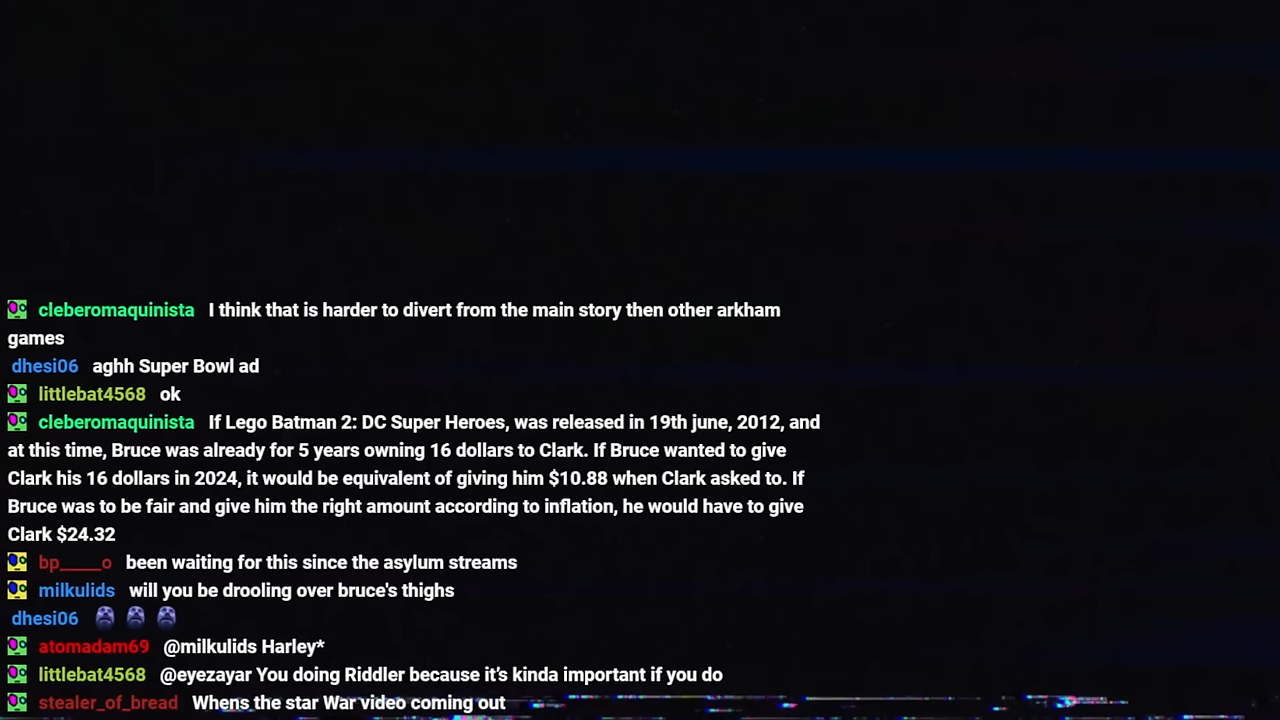 cleberomaquinista I think that is harder to divert from the main story then other arkham
games
dhesi06 aghh Super Bowl ad
littlebat4568 ok
cleberomaquinista If Lego Batman 2: DC Super Heroes, was released in 19th june, 2012, and
at this time, Bruce was already for 5 years owning 16 dollars to Clark. If Bruce wanted to give
Clark his 16 dollars in 2024, it would be equivalent of giving him $10.88 when Clark asked to. If
Bruce was to be fair and give him the right amount according to inflation, he would have to give
Clark $24.32
bp_____o been waiting for this since the asylum streams
milkulids will you be drooling over bruce's thighs
dhesi06
atomadam69 @milkulids Harley*
littlebat4568 @eyezayar You doing Riddler because it’s kinda important if you do
stealer_of_bread Whens the star War video coming out